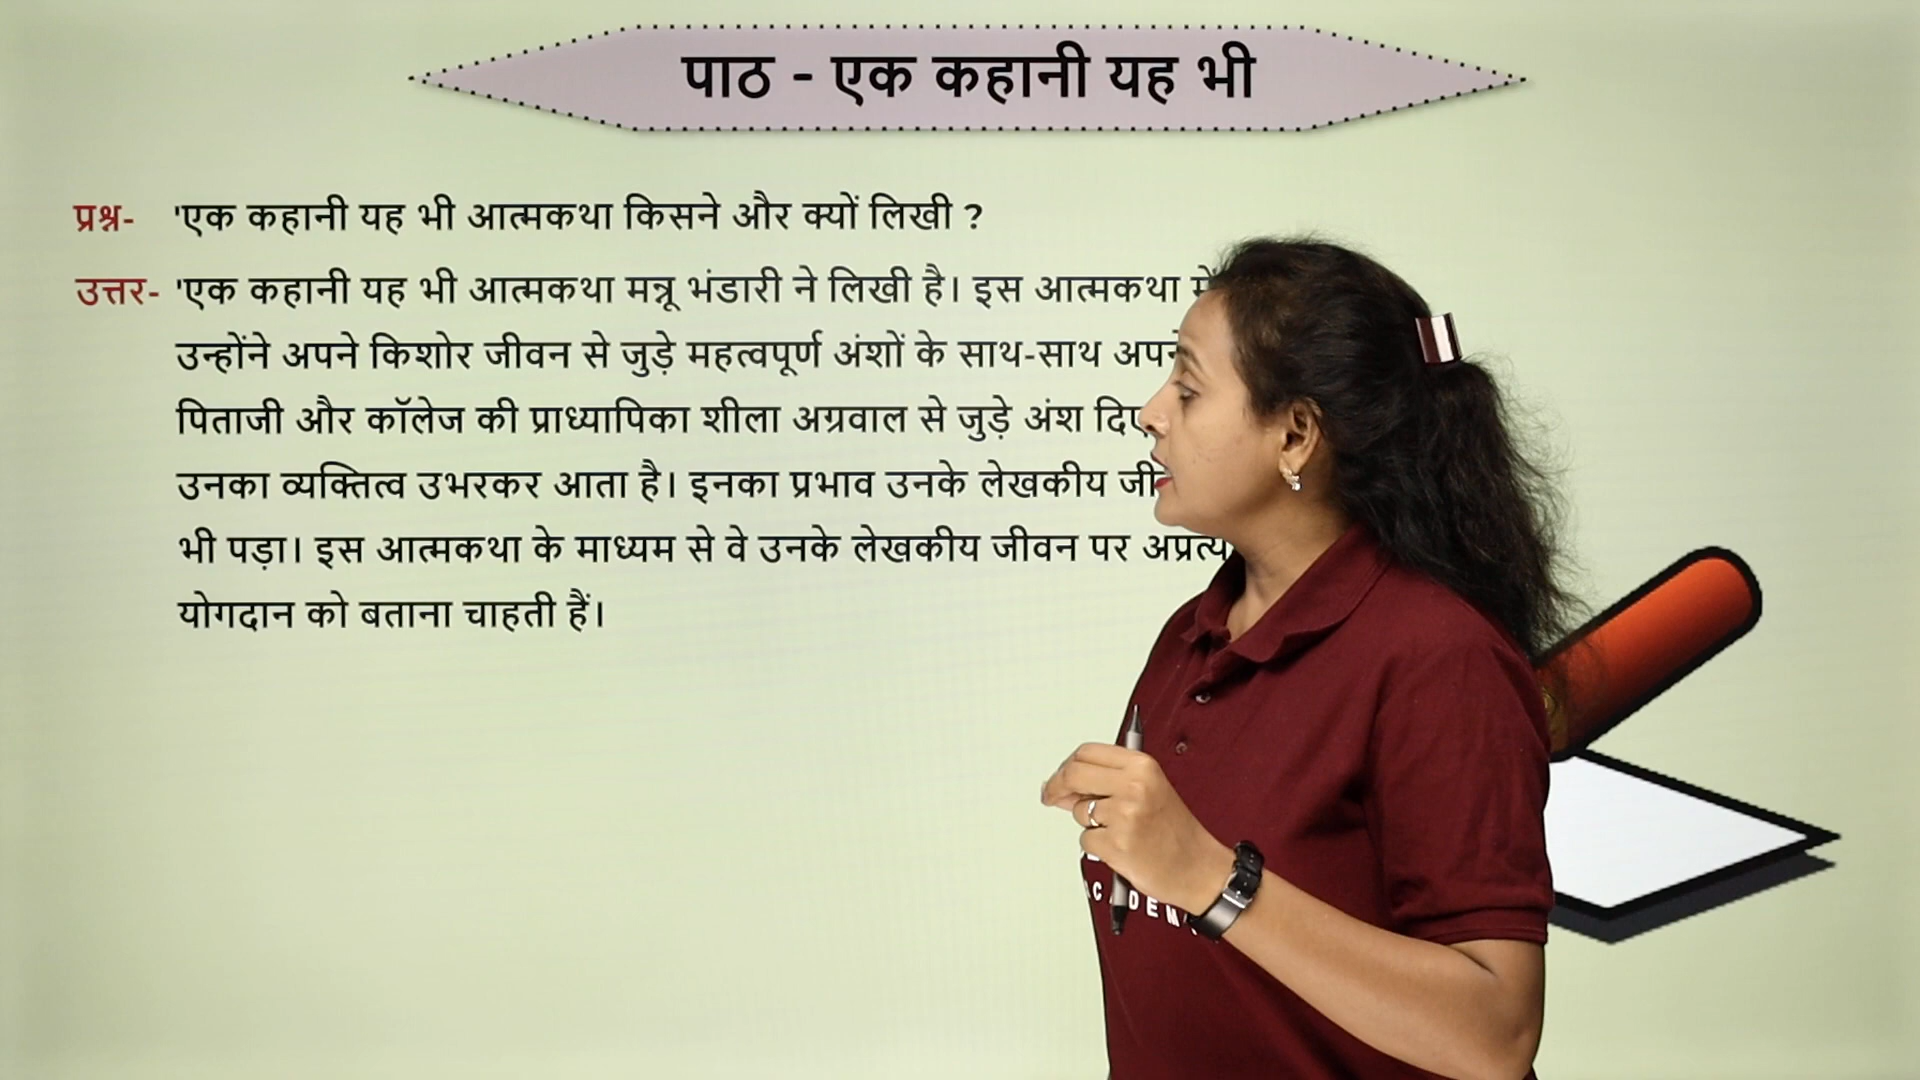 पाठ - एक कहानी यह भी
प्रश्न- 'एक कहानी यह भी आत्मकथा किसने और क्यों लिखी ?
उत्तर- 'एक कहानी यह भी आत्मकथा मन्नू भंडारी ने लिखी है। इस आत्मकथा में
उन्होंने अपने किशोर जीवन से जुड़े महत्वपूर्ण अंशों के साथ-साथ
पिताजी और कॉलेज की प्राध्यापिका शीला अग्रवाल से जुड़े अंश
उनका व्यक्तित्व उभरकर आता है। इनका प्रभाव उनके लेखकीय
भी पड़ा। इस आत्मकथा के माध्यम से वे उनके लेखकीय जीवन पर
योगदान को बताना चाहती हैं।